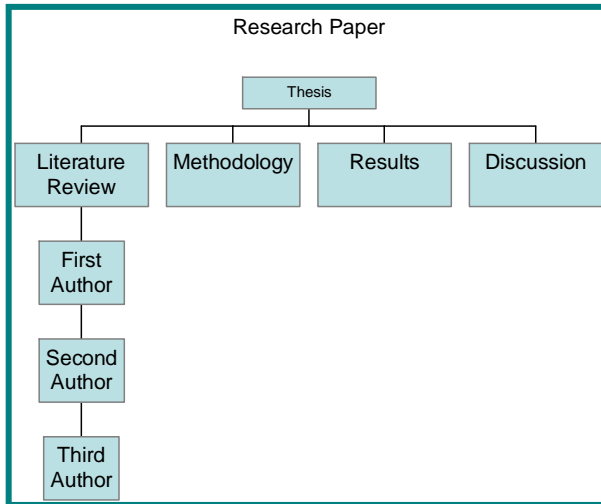 Research Paper
Thesis
Literature
Review
Methodology
Results
Discussion
First
Author
Second
Author
Third
Author